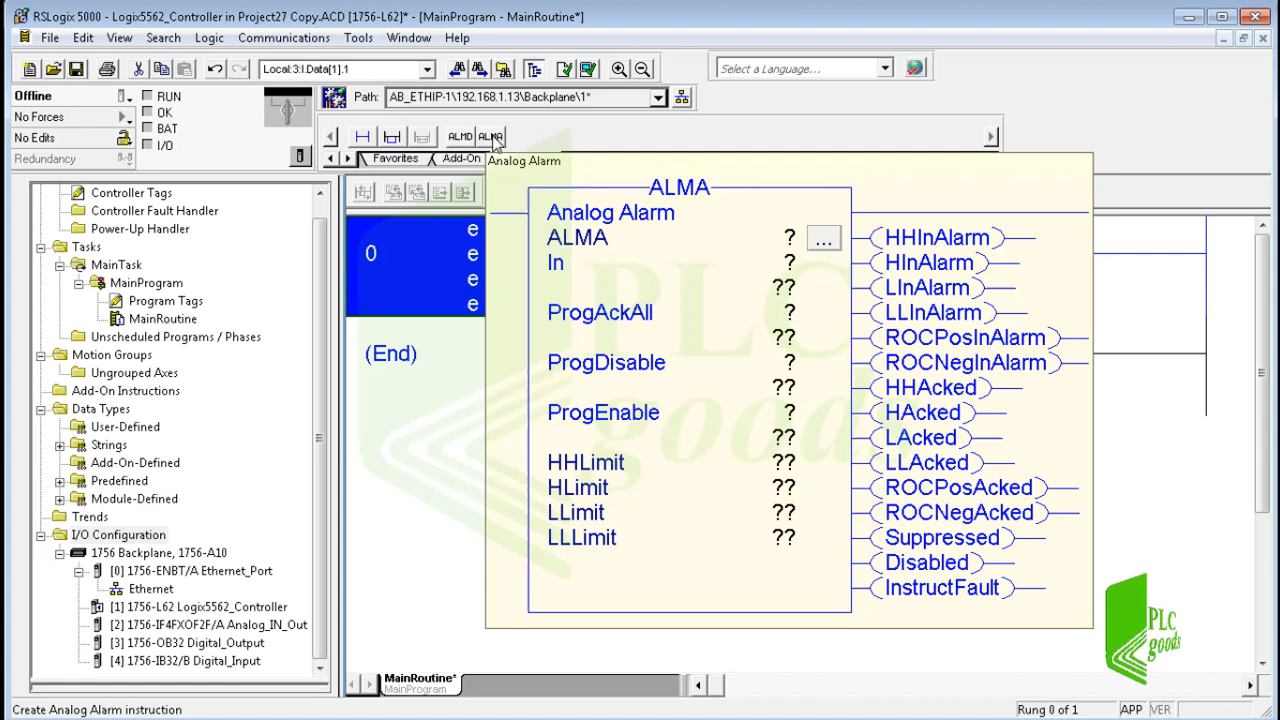 RSLogix 5000 - Logix5562_Controller in Project27 Copy.ACD [1756-L62]* - [MainProgram - MainRoutine*]
File Edit View Search Logic Communications Tools Window Help
Local:3:I.Data[1].1
Select a Language...
Offline
RUN
Path: AB_ETHIP-1\192.168.1.13\Backplane\1*
No Forces
OK
No Edits
BAT
ALMD ALMA
Redundancy
I/O
Favorites Add-On
Analog Alarm
Controller Tags
Controller Fault Handler
Power-Up Handler
Tasks
MainTask
MainProgram
Program Tags
MainRoutine
Unscheduled Programs / Phases
Motion Groups
Ungrouped Axes
Add-On Instructions
Data Types
User-Defined
Strings
Add-On-Defined
Predefined
Module-Defined
Trends
I/O Configuration
1756 Backplane, 1756-A10
[0] 1756-ENBT/A Ethernet_Port
Ethernet
[1] 1756-L62 Logix5562_Controller
[2] 1756-IF4FXOF2F/A Analog_IN_Out
[3] 1756-OB32 Digital_Output
[4] 1756-IB32/B Digital_Input
0
e
e
e
e
(End)
ALMA
Analog Alarm
ALMA ? ...
In ?
??
ProgAckAll ?
??
ProgDisable ?
??
ProgEnable ?
??
HHLimit ??
HLimit ??
LLimit ??
LLLimit ??
HHInAlarm
HInAlarm
LInAlarm
LLInAlarm
ROCPosInAlarm
ROCNegInAlarm
HHAcked
HAcked
LAcked
LLAcked
ROCPosAcked
ROCNegAcked
Suppressed
Disabled
InstructFault
PLC
goods
PLC
goods
MainRoutine*
MainProgram
Create Analog Alarm instruction
Rung 0 of 1
APP
VER